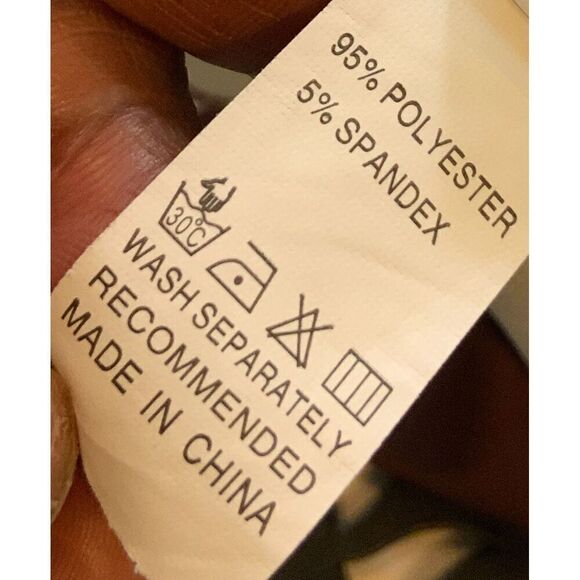 95% POLYESTER
5% SPANDEX
30°C
WASH SEPARATELY
RECOMMENDED
MADE IN CHINA